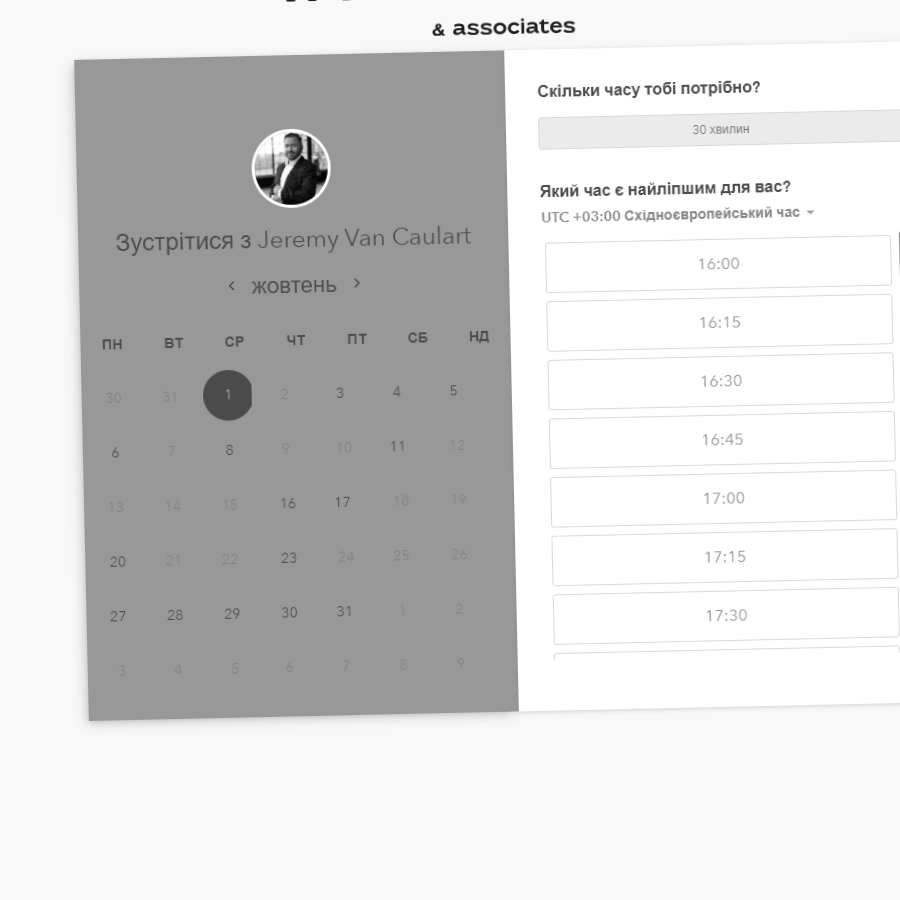 & associates
Зустрітися з Jeremy Van Caulart
жовтень
ПН ВТ СР ЧТ ПТ СБ НД
30 31 1 2 3 4 5
6 7 8 9 10 11 12
13 14 15 16 17 18 19
20 21 22 23 24 25 26
27 28 29 30 31 1 2
3 4 5 6 7 8 9
Скільки часу тобі потрібно?
30 хвилин
Який час є найліпшим для вас?
UTC +03:00 Східноєвропейський час
16:00
16:15
16:30
16:45
17:00
17:15
17:30